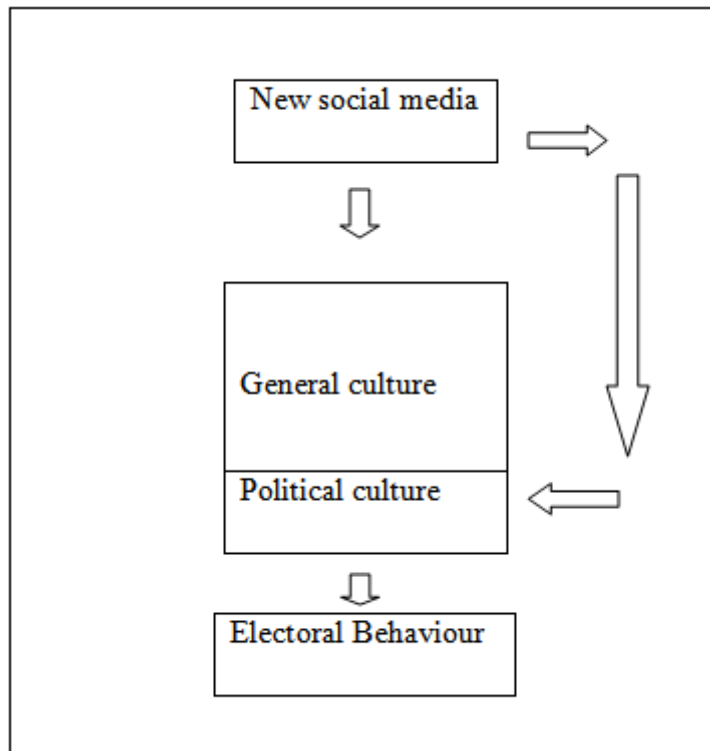 New social media
General culture
Political culture
Electoral Behaviour